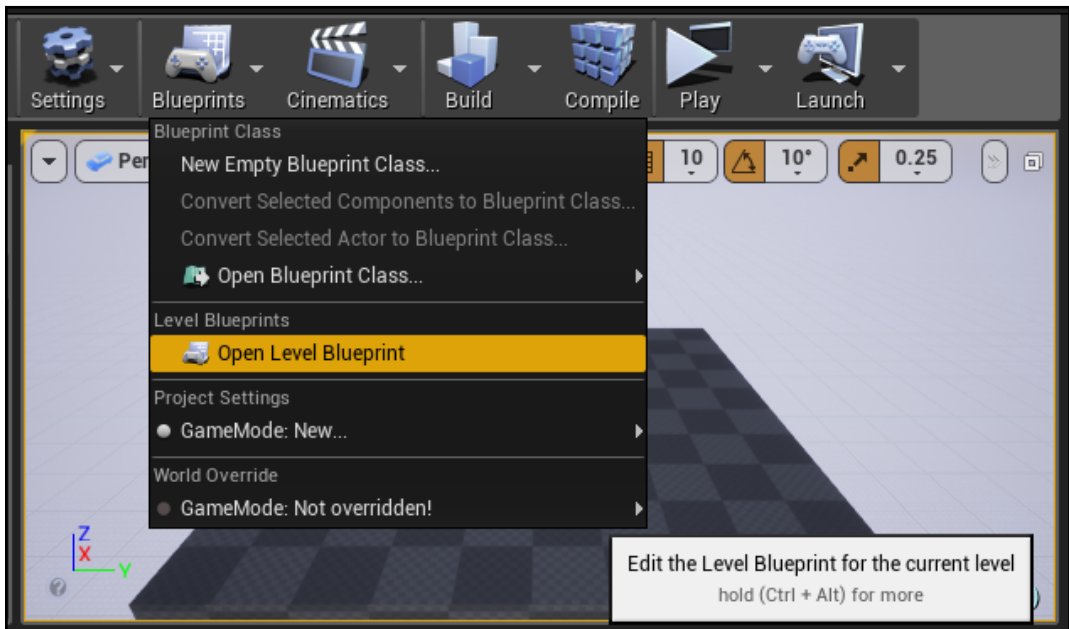 Settings
Blueprints
Cinematics
Build
Compile
Play
Launch
Blueprint Class
New Empty Blueprint Class...
Convert Selected Components to Blueprint Class...
Convert Selected Actor to Blueprint Class...
Open Blueprint Class...
Level Blueprints
Open Level Blueprint
Project Settings
GameMode: New...
World Override
GameMode: Not overridden!
Per
10
10°
0.25
Z
X
Y
?
Edit the Level Blueprint for the current level
hold (Ctrl + Alt) for more